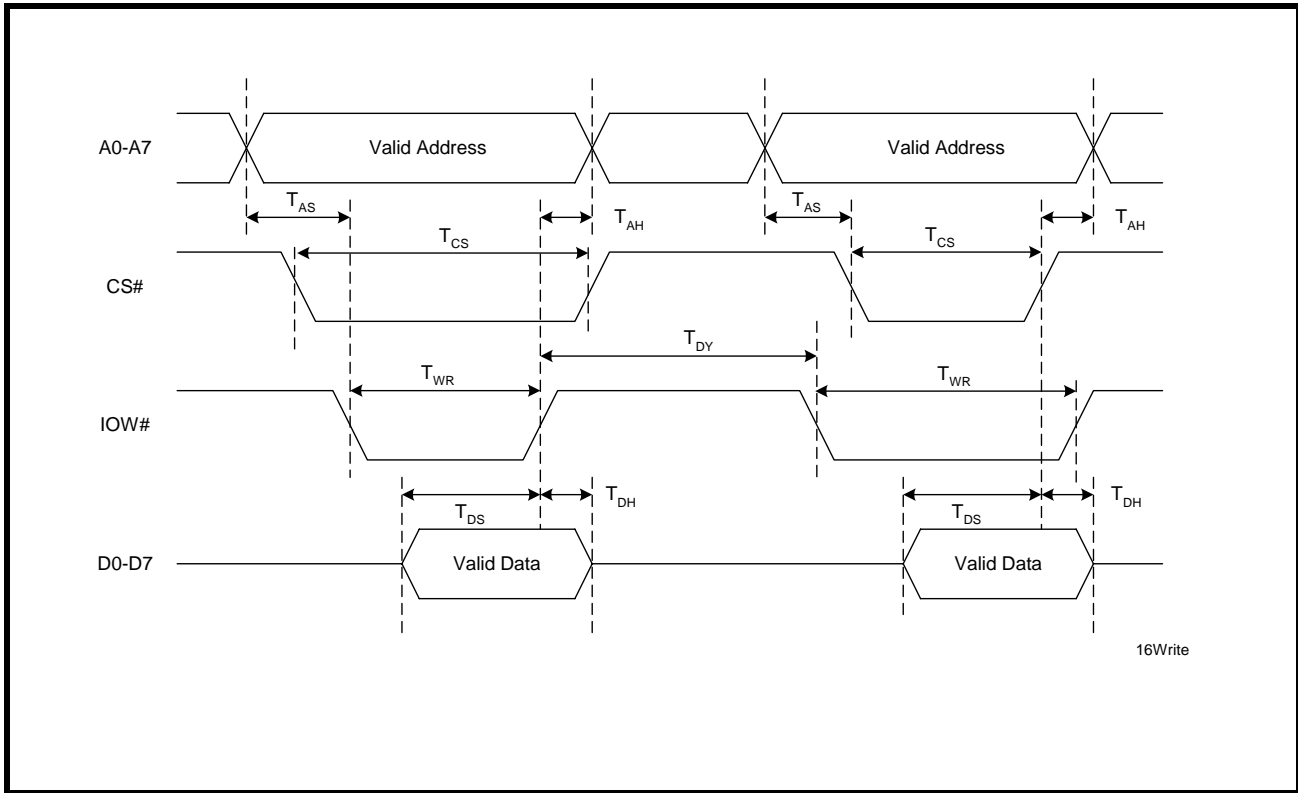 A0-A7
Valid Address
Valid Address
TAS
TAH
TAS
TAH
TCS
TCS
CS#
TDY
TWR
TWR
IOW#
TDS
TDH
TDS
TDH
D0-D7
Valid Data
Valid Data
16Write